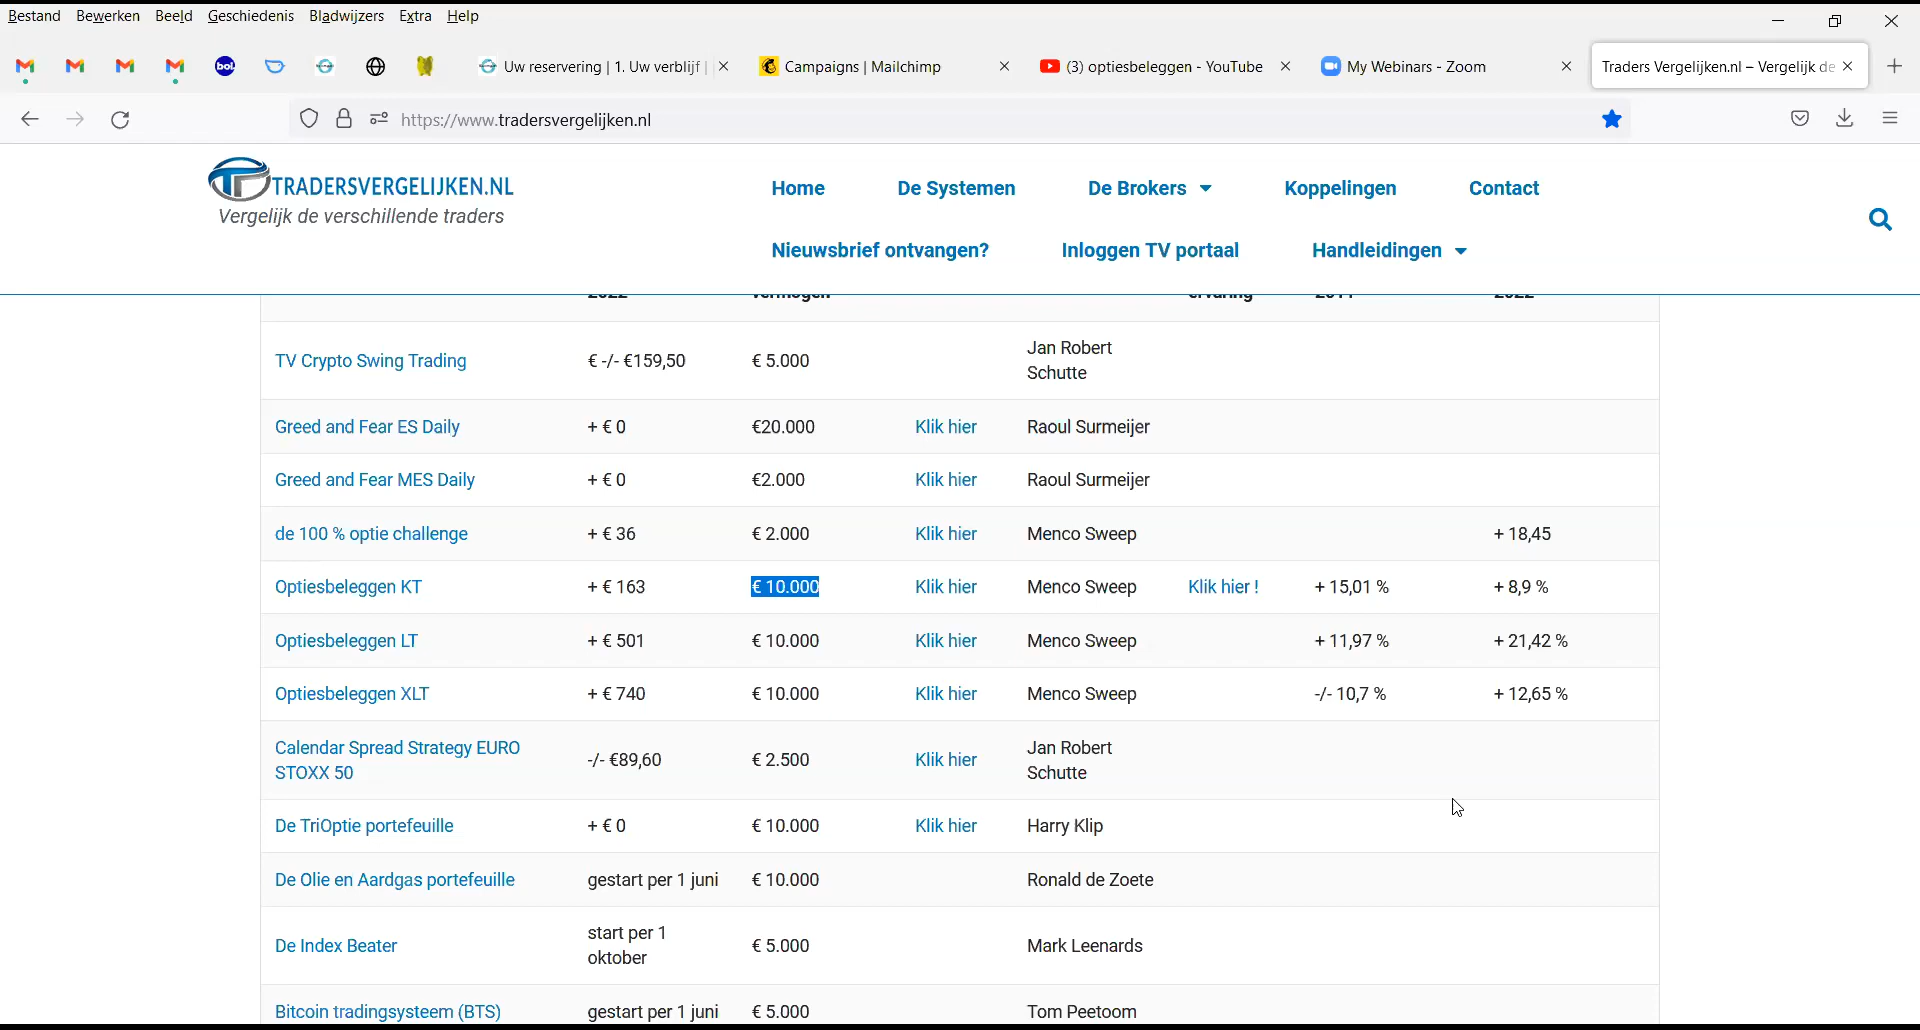 Bestand Bewerken Beeld Geschiedenis Bladwijzers Extra Help
bol. Uw reservering | 1. Uw verblijf | Campaigns | Mailchimp (3) optiesbeleggen - YouTube My Webinars - Zoom Traders Vergelijken.nl – Vergelijk de
https://www.tradersvergelijken.nl
TRADERSVERGELIJKEN.NL
Vergelijk de verschillende traders
Home De Systemen De Brokers Koppelingen Contact
Nieuwsbrief ontvangen? Inloggen TV portaal Handleidingen
2022 vermogen ervaring 2011 2022
TV Crypto Swing Trading € -/- €159,50 € 5.000 Jan Robert
Schutte
Greed and Fear ES Daily + € 0 €20.000 Klik hier Raoul Surmeijer
Greed and Fear MES Daily + € 0 €2.000 Klik hier Raoul Surmeijer
de 100 % optie challenge + € 36 € 2.000 Klik hier Menco Sweep + 18,45
Optiesbeleggen KT + € 163 € 10.000 Klik hier Menco Sweep Klik hier ! + 15,01 % + 8,9 %
Optiesbeleggen LT + € 501 € 10.000 Klik hier Menco Sweep + 11,97 % + 21,42 %
Optiesbeleggen XLT + € 740 € 10.000 Klik hier Menco Sweep -/- 10,7 % + 12,65 %
Calendar Spread Strategy EURO
STOXX 50 -/- €89,60 € 2.500 Klik hier Jan Robert
Schutte
De TriOptie portefeuille + € 0 € 10.000 Klik hier Harry Klip
De Olie en Aardgas portefeuille gestart per 1 juni € 10.000 Ronald de Zoete
De Index Beater start per 1
oktober € 5.000 Mark Leenards
Bitcoin tradingsysteem (BTS) gestart per 1 juni € 5.000 Tom Peetoom